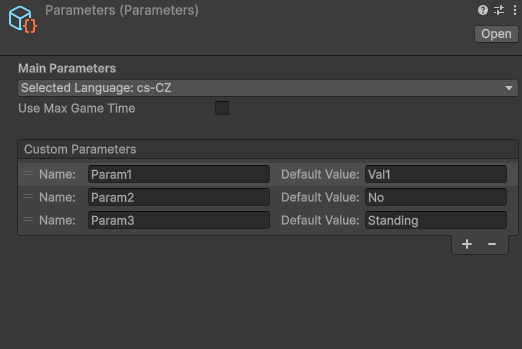 Parameters (Parameters)
Open
Main Parameters
Selected Language: cs-CZ
Use Max Game Time
Custom Parameters
Name: Param1 Default Value: Val1
Name: Param2 Default Value: No
Name: Param3 Default Value: Standing